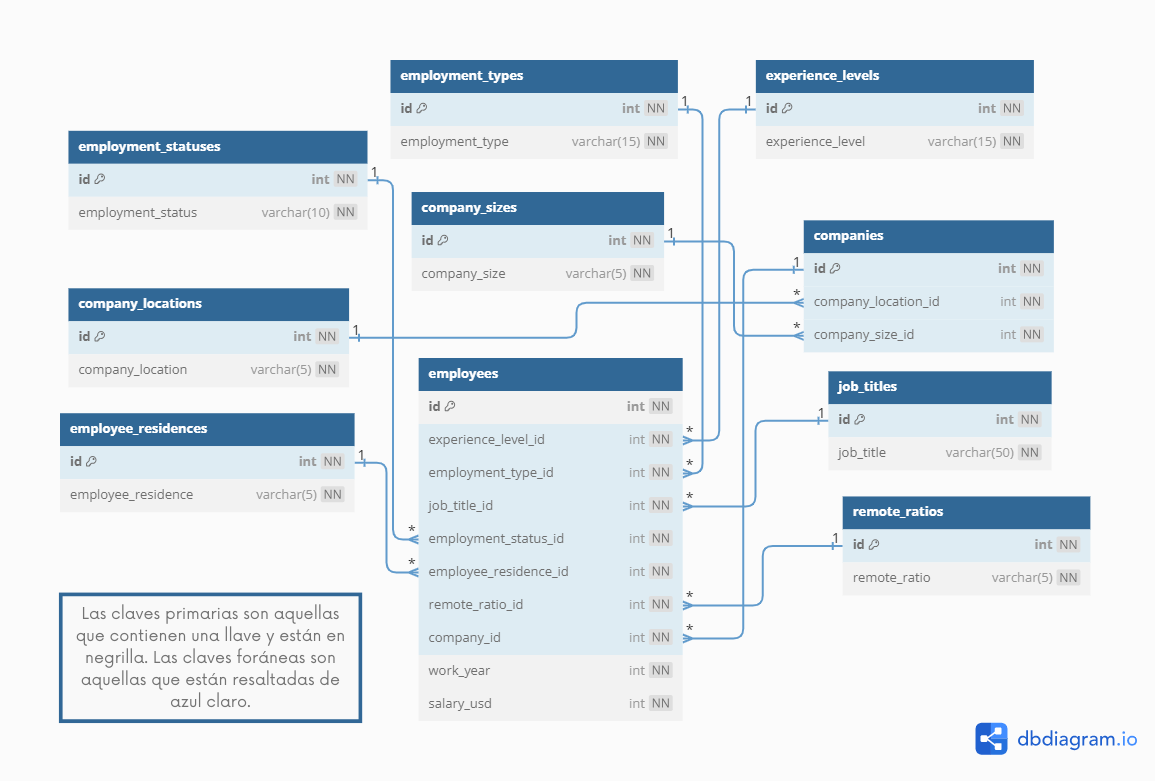 employment_types
id int NN
employment_type varchar(15) NN
experience_levels
id int NN
experience_level varchar(15) NN
employment_statuses
id int NN
employment_status varchar(10) NN
company_sizes
id int NN
company_size varchar(5) NN
companies
id int NN
company_location_id int NN
company_size_id int NN
company_locations
id int NN
company_location varchar(5) NN
employees
id int NN
experience_level_id int NN
employment_type_id int NN
job_title_id int NN
employment_status_id int NN
employee_residence_id int NN
remote_ratio_id int NN
company_id int NN
work_year int NN
salary_usd int NN
job_titles
id int NN
job_title varchar(50) NN
employee_residences
id int NN
employee_residence varchar(5) NN
remote_ratios
id int NN
remote_ratio varchar(5) NN
1
1
1
1
1
*
*
1
1
1
1
*
*
*
*
*
*
*
Las claves primarias son aquellas
que contienen una llave y están en
negrilla. Las claves foráneas son
aquellas que están resaltadas de
azul claro.
dbdiagram.io